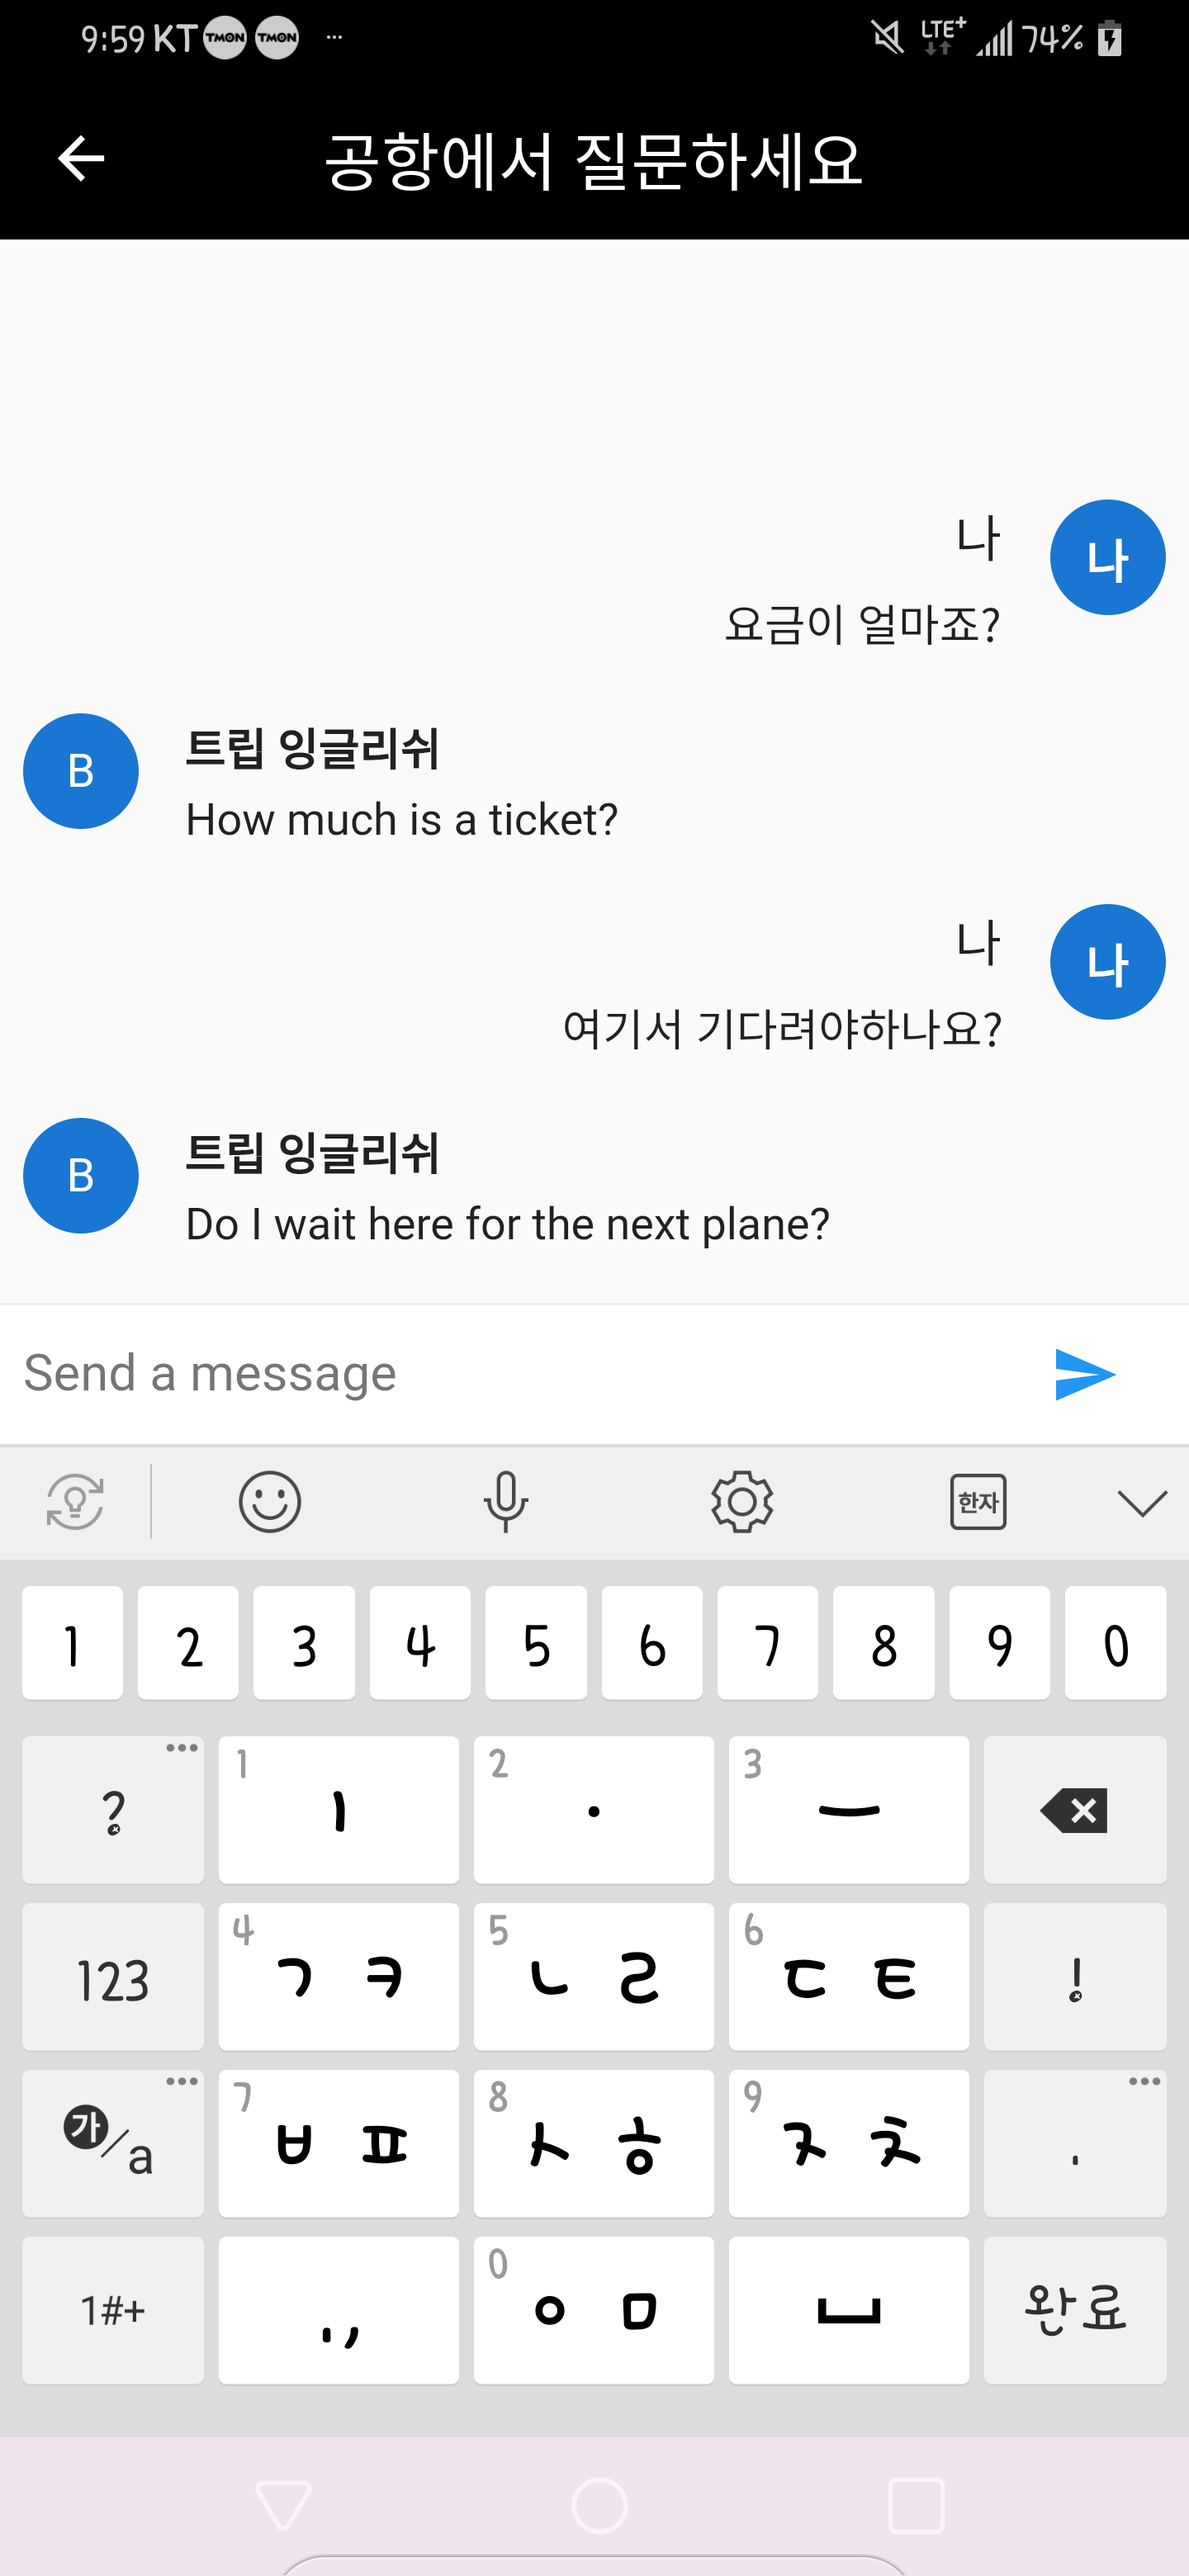 9:59 KT TMON TMON ... LTE+ 74%
공항에서 질문하세요
나
나
요금이 얼마죠?
B
트립 잉글리쉬
How much is a ticket?
나
나
여기서 기다려야하나요?
B
트립 잉글리쉬
Do I wait here for the next plane?
Send a message
한자
1 2 3 4 5 6 7 8 9 0
? 1 ㅣ 2 · 3 ㅡ
123 4 ㄱ ㅋ 5 ㄴ ㄹ 6 ㄷ ㅌ !
가/a 7 ㅂ ㅍ 8 ㅅ ㅎ 9 ㅈ ㅊ .
1#+ ., 0 ㅇ ㅁ 완료